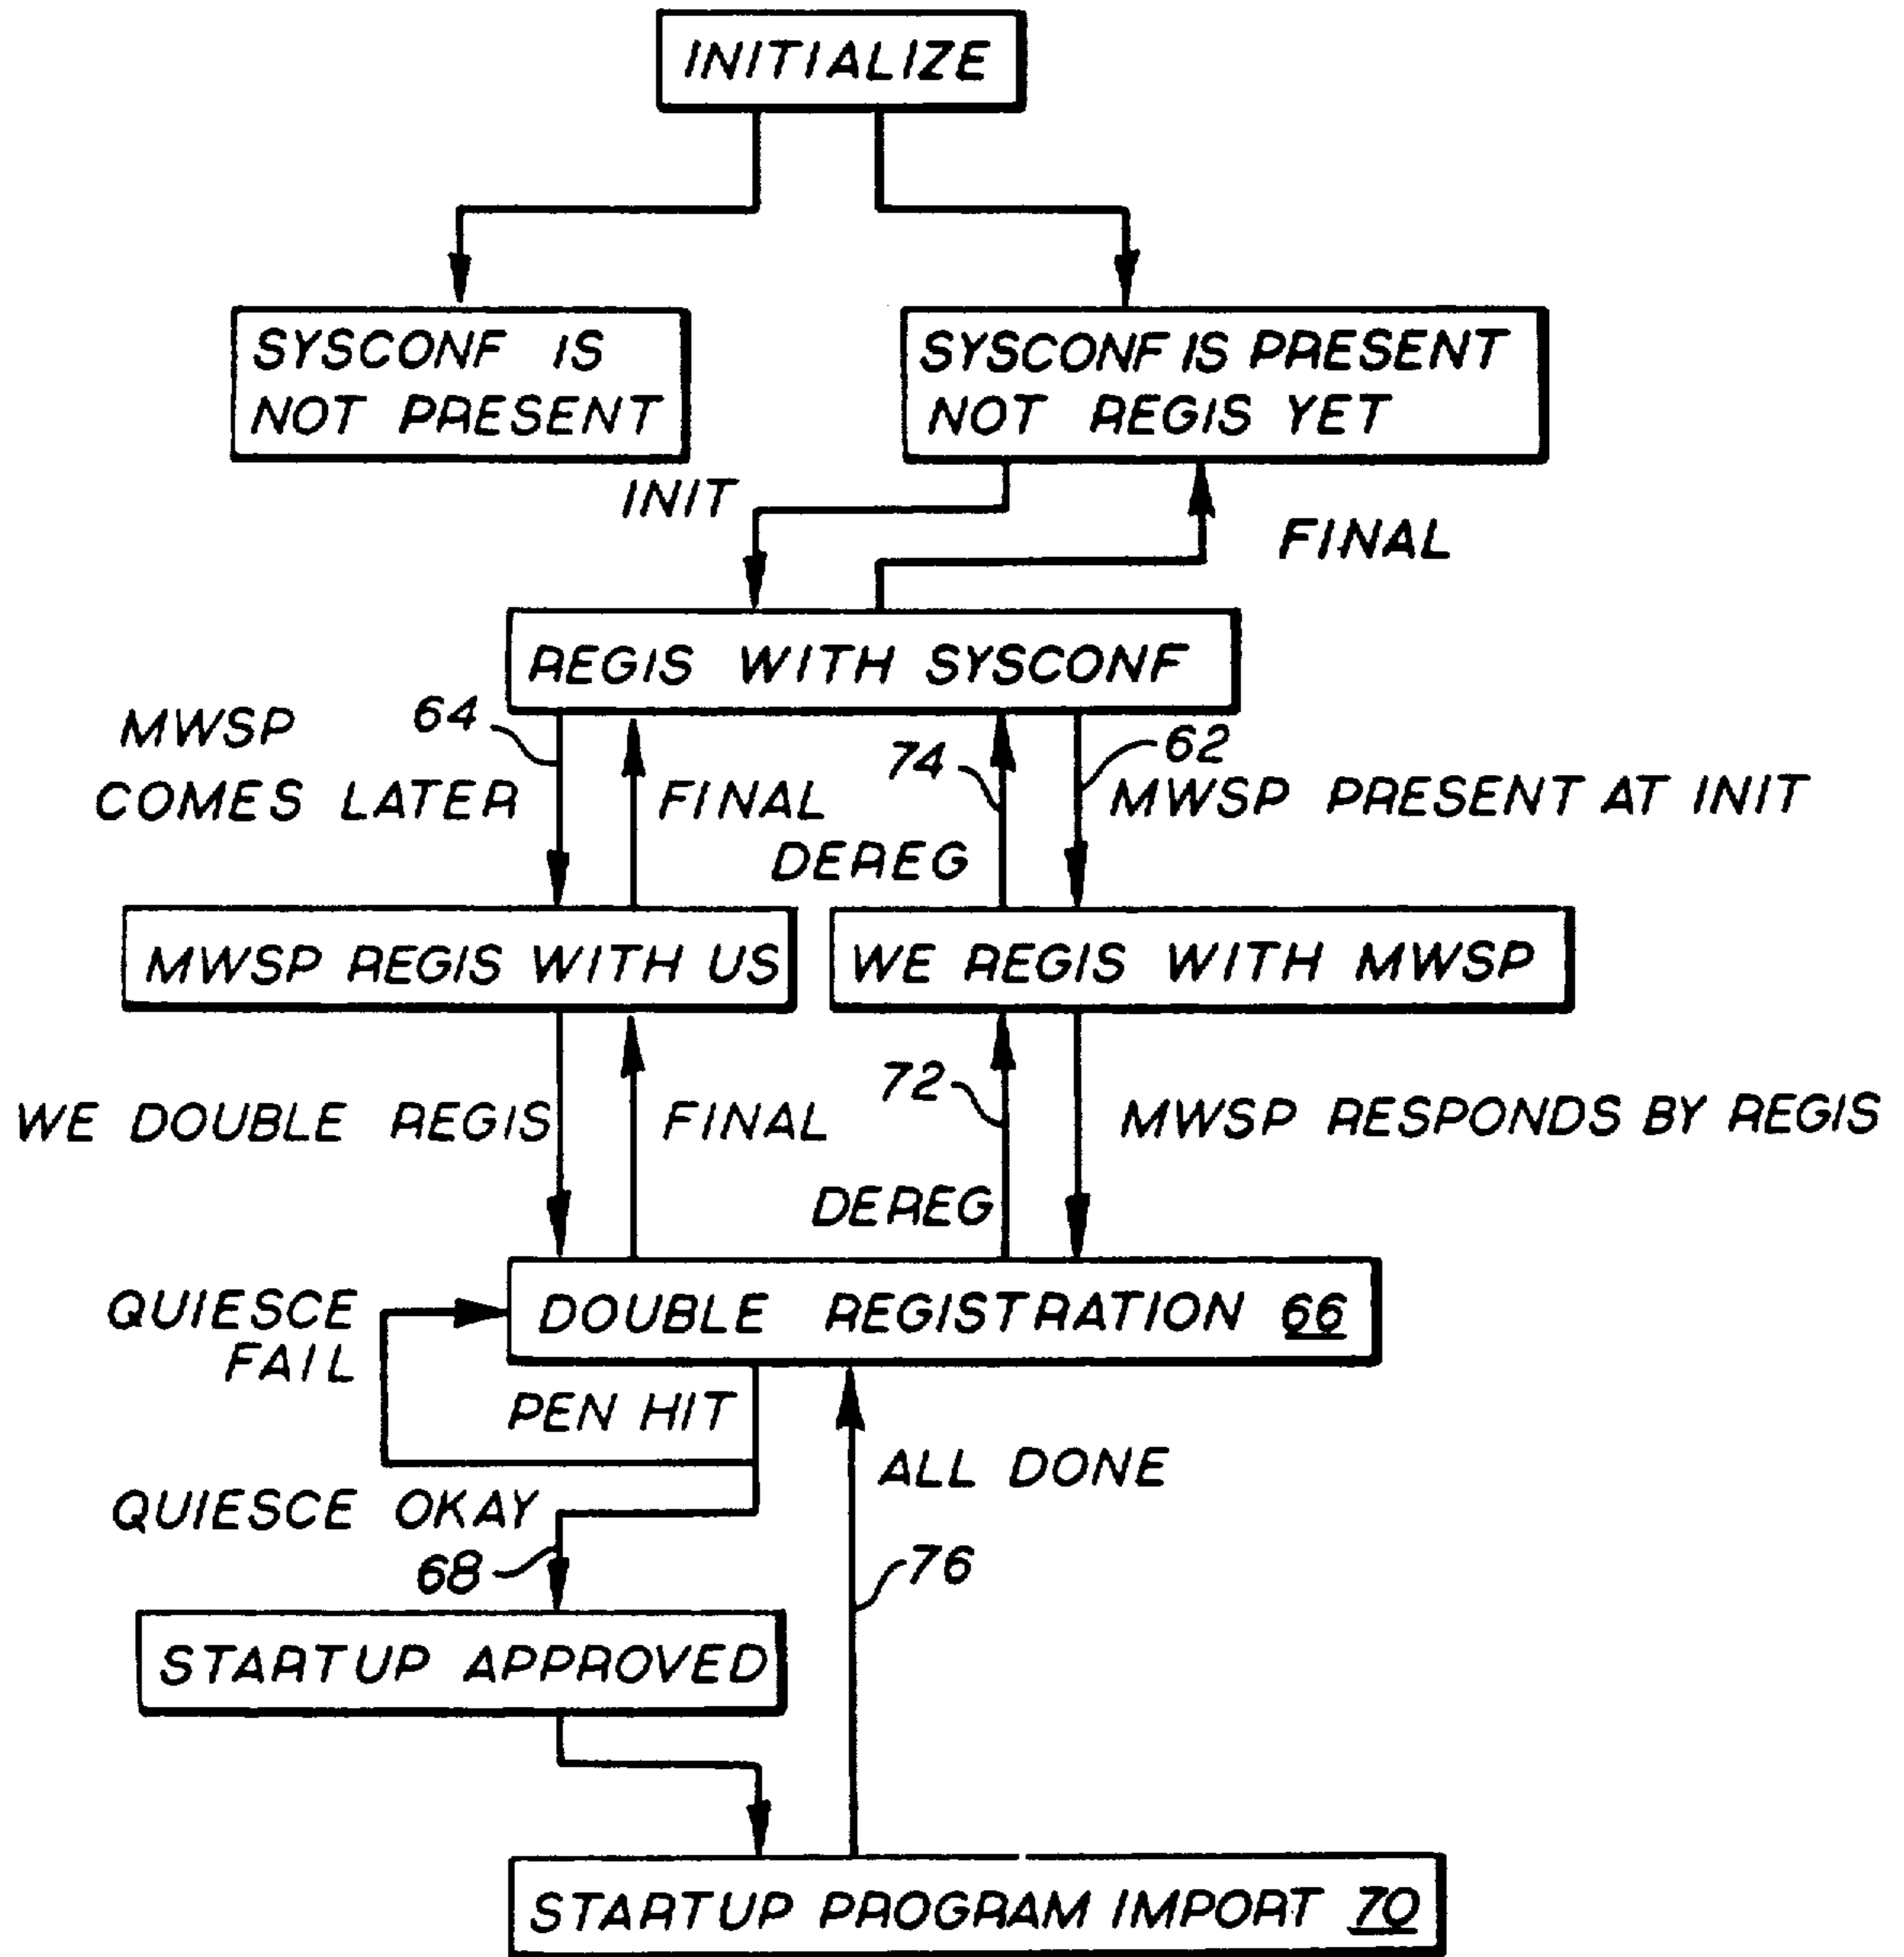 INITIALIZE
SYSCONF IS
NOT PRESENT
SYSCONF IS PRESENT
NOT REGIS YET
INIT
FINAL
REGIS WITH SYSCONF
MWSP
COMES LATER
64
FINAL
DEREG
74
62
MWSP PRESENT AT INIT
MWSP REGIS WITH US
WE REGIS WITH MWSP
WE DOUBLE REGIS
FINAL
72
DEREG
MWSP RESPONDS BY REGIS
QUIESCE
FAIL
DOUBLE REGISTRATION 66
PEN HIT
ALL DONE
QUIESCE OKAY
68
76
STARTUP APPROVED
STARTUP PROGRAM IMPORT 70